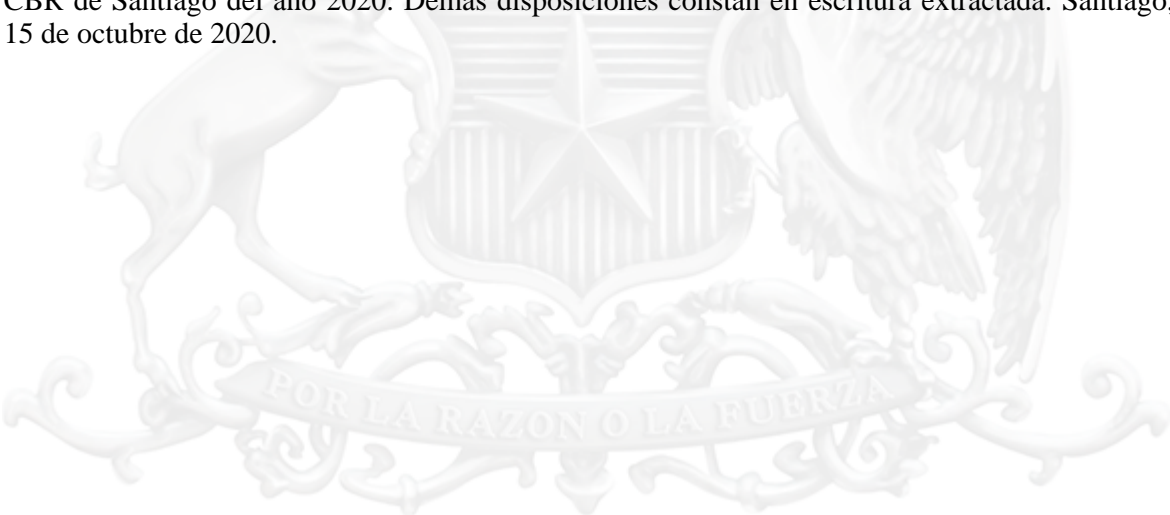 CBR de Santiago del año 2020. Demás disposiciones constan en escritura extractada. Santiago,
15 de octubre de 2020.
POR LA RAZON O LA FUERZA